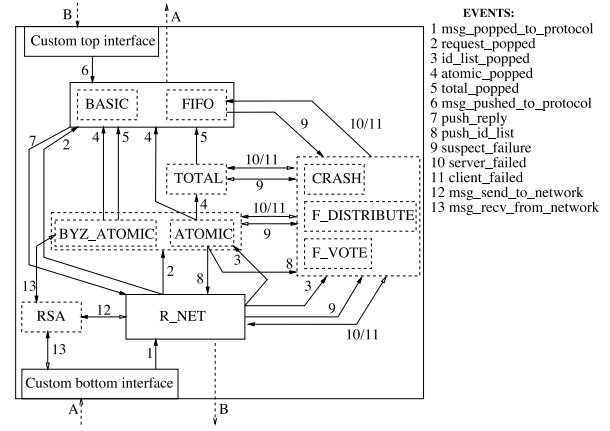 B
A
EVENTS:
Custom top interface
1 msg_popped_to_protocol
2 request_popped
3 id_list_popped
4 atomic_popped
5 total_popped
6 msg_pushed_to_protocol
7 push_reply
8 push_id_list
9 suspect_failure
10 server_failed
11 client_failed
12 msg_send_to_network
13 msg_recv_from_network
6
BASIC
FIFO
9
10/11
7
2
4
5
4
5
10/11
9
TOTAL
CRASH
4
10/11
9
F_DISTRIBUTE
BYZ_ATOMIC
ATOMIC
F_VOTE
3
8
8
2
13
3
9
10/11
RSA
12
R_NET
13
1
Custom bottom interface
A
B